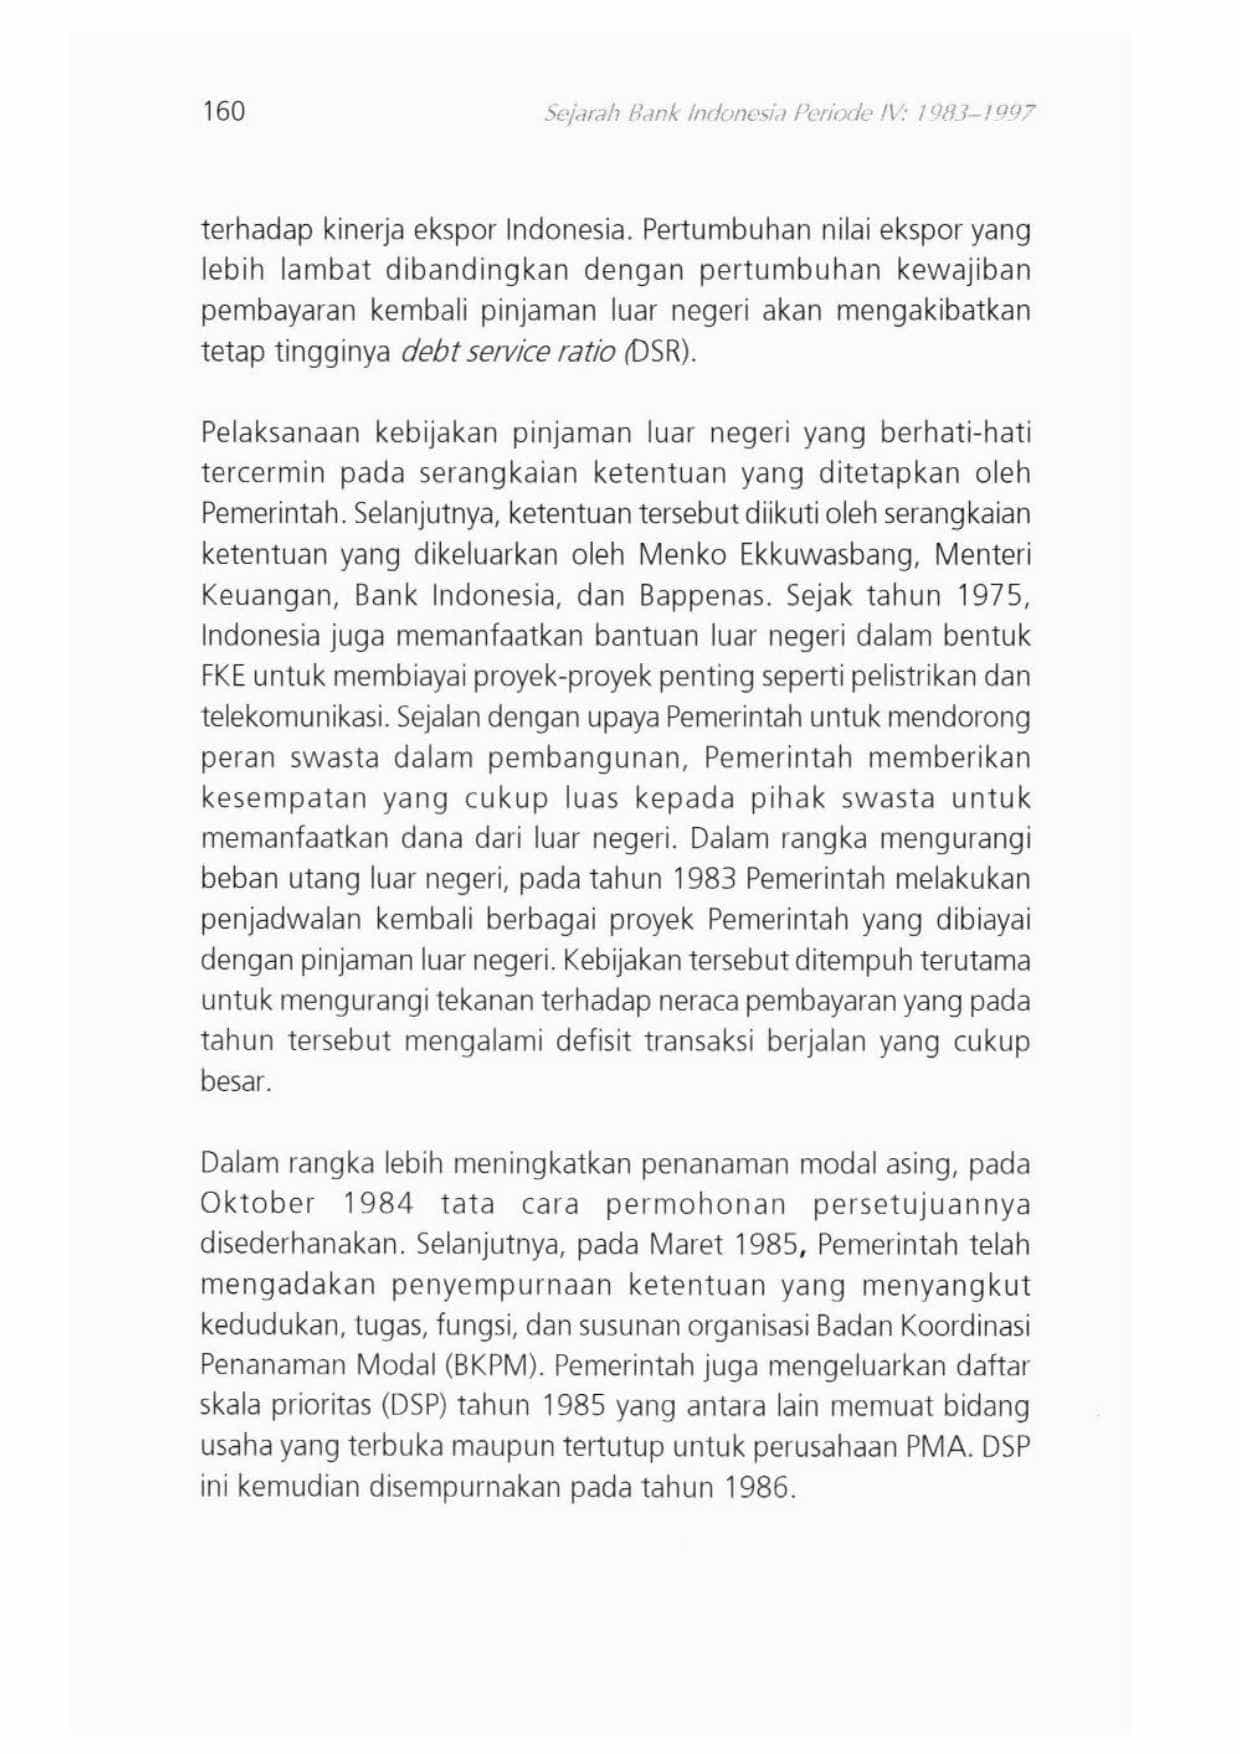 160
Sejarah Bank Indonesia Periode IV: 1983–1997
terhadap kinerja ekspor Indonesia. Pertumbuhan nilai ekspor yang
lebih lambat dibandingkan dengan pertumbuhan kewajiban
pembayaran kembali pinjaman luar negeri akan mengakibatkan
tetap tingginya debt service ratio (DSR).
Pelaksanaan kebijakan pinjaman luar negeri yang berhati-hati
tercermin pada serangkaian ketentuan yang ditetapkan oleh
Pemerintah. Selanjutnya, ketentuan tersebut diikuti oleh serangkaian
ketentuan yang dikeluarkan oleh Menko Ekkuwasbang, Menteri
Keuangan, Bank Indonesia, dan Bappenas. Sejak tahun 1975,
Indonesia juga memanfaatkan bantuan luar negeri dalam bentuk
FKE untuk membiayai proyek-proyek penting seperti pelistrikan dan
telekomunikasi. Sejalan dengan upaya Pemerintah untuk mendorong
peran swasta dalam pembangunan, Pemerintah memberikan
kesempatan yang cukup luas kepada pihak swasta untuk
memanfaatkan dana dari luar negeri. Dalam rangka mengurangi
beban utang luar negeri, pada tahun 1983 Pemerintah melakukan
penjadwalan kembali berbagai proyek Pemerintah yang dibiayai
dengan pinjaman luar negeri. Kebijakan tersebut ditempuh terutama
untuk mengurangi tekanan terhadap neraca pembayaran yang pada
tahun tersebut mengalami defisit transaksi berjalan yang cukup
besar.
Dalam rangka lebih meningkatkan penanaman modal asing, pada
Oktober 1984 tata cara permohonan persetujuannya
disederhanakan. Selanjutnya, pada Maret 1985, Pemerintah telah
mengadakan penyempurnaan ketentuan yang menyangkut
kedudukan, tugas, fungsi, dan susunan organisasi Badan Koordinasi
Penanaman Modal (BKPM). Pemerintah juga mengeluarkan daftar
skala prioritas (DSP) tahun 1985 yang antara lain memuat bidang
usaha yang terbuka maupun tertutup untuk perusahaan PMA. DSP
ini kemudian disempurnakan pada tahun 1986.